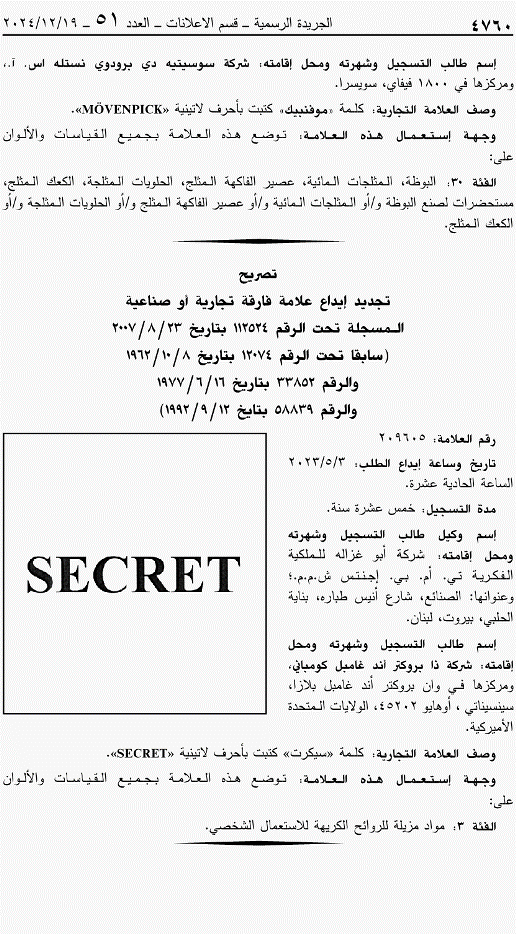 ٤٧٦٠ الجريدة الرسمية ــ قسم الاعلانات ــ العدد ٥١ ــ ٢٠٢٤/١٢/١٩
إسم طالب التسجيل وشهرته ومحل إقامته: شركة سوسيتيه دي برودوي نستله اس. آ.،
ومركزها في ١٨٠٠ فيفاي، سويسرا.
وصف العلامة التجارية: كلمة «موفنبيك» كتبت بأحرف لاتينية «MÖVENPICK».
وجهة إستعمال هذه العلامة: توضع هذه العلامة بجميع القياسات والألوان
على:
الفئة ٣٠: البوظة، المثلجات المائية، عصير الفاكهة المثلج، الحلويات المثلجة، الكعك المثلج،
مستحضرات لصنع البوظة و/أو المثلجات المائية و/أو عصير الفاكهة المثلج و/أو الحلويات المثلجة و/أو
الكعك المثلج.
تصريح
تجديد إيداع علامة فارقة تجارية أو صناعية
المسجلة تحت الرقم ١١٢٥٢٤ بتاريخ ٢٠٠٧/٨/٢٣
(سابقا تحت الرقم ١٢٠٧٤ بتاريخ ١٩٦٢/١٠/٨
والرقم ٣٣٨٥٢ بتاريخ ١٩٧٧/٦/١٦
والرقم ٥٨٨٣٩ بتايخ ١٩٩٢/٩/١٢)
رقم العلامة: ٢٠٩٦٠٥
تاريخ وساعة إيداع الطلب: ٢٠٢٣/٥/٣
الساعة الحادية عشرة.
مدة التسجيل: خمس عشرة سنة.
إسم وكيل طالب التسجيل وشهرته
ومحل إقامته: شركة أبو غزاله للملكية
الفكرية تي. أم. بي. إجنتس ش.م.م.؛
وعنوانها: الصنائع، شارع أنيس طباره، بناية
الحلبي، بيروت، لبنان.
إسم طالب التسجيل وشهرته ومحل
إقامته: شركة ذا بروكتر أند غامبل كومباني،
ومركزها في وان بروكتر أند غامبل بلازا،
سينسيناتي ، أوهايو ٤٥٢٠٢، الولايات المتحدة
الأميركية.
SECRET
وصف العلامة التجارية: كلمة «سيكرت» كتبت بأحرف لاتينية «SECRET».
وجهة إستعمال هذه العلامة: توضع هذه العلامة بجميع القياسات والألوان
على:
الفئة ٣: مواد مزيلة للروائح الكريهة للاستعمال الشخصي.